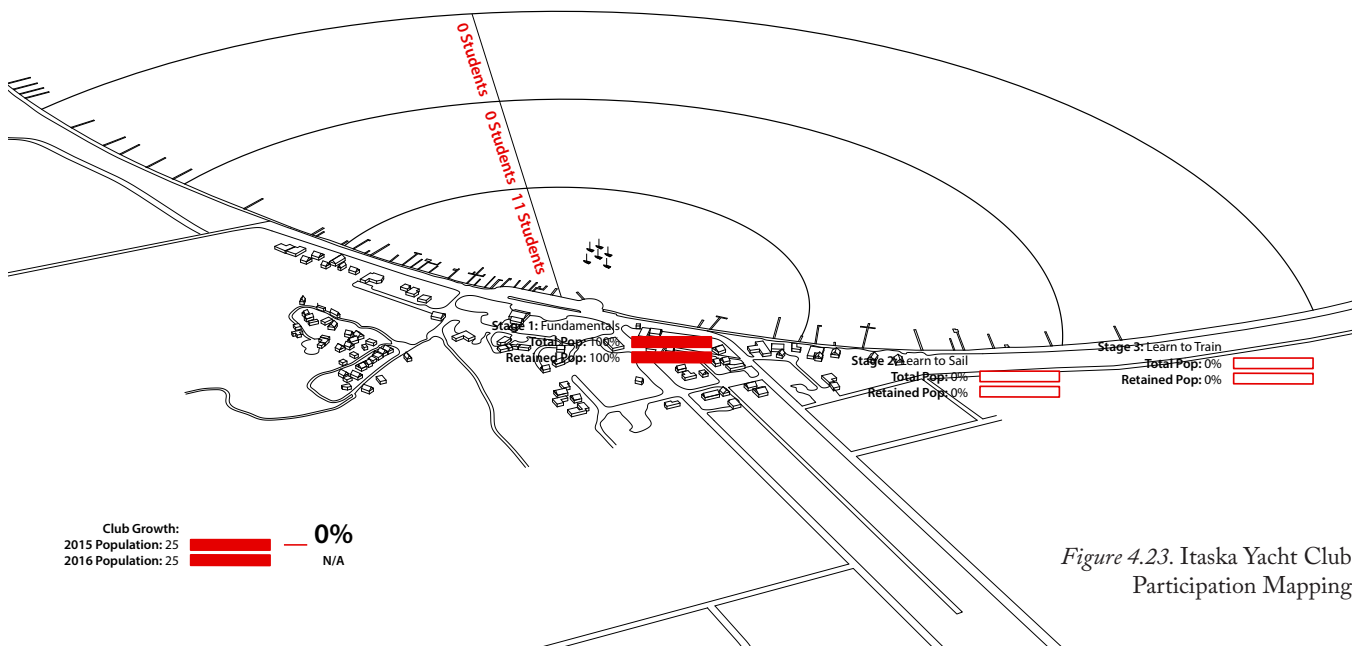 0 Students
0 Students
11 Students
Stage 1: Fundamentals
Total Pop: 100%
Retained Pop: 100%
Stage 2: Learn to Sail
Total Pop: 0%
Retained Pop: 0%
Stage 3: Learn to Train
Total Pop: 0%
Retained Pop: 0%
Club Growth:
2015 Population: 25
2016 Population: 25
0%
N/A
Figure 4.23. Itaska Yacht Club
Participation Mapping